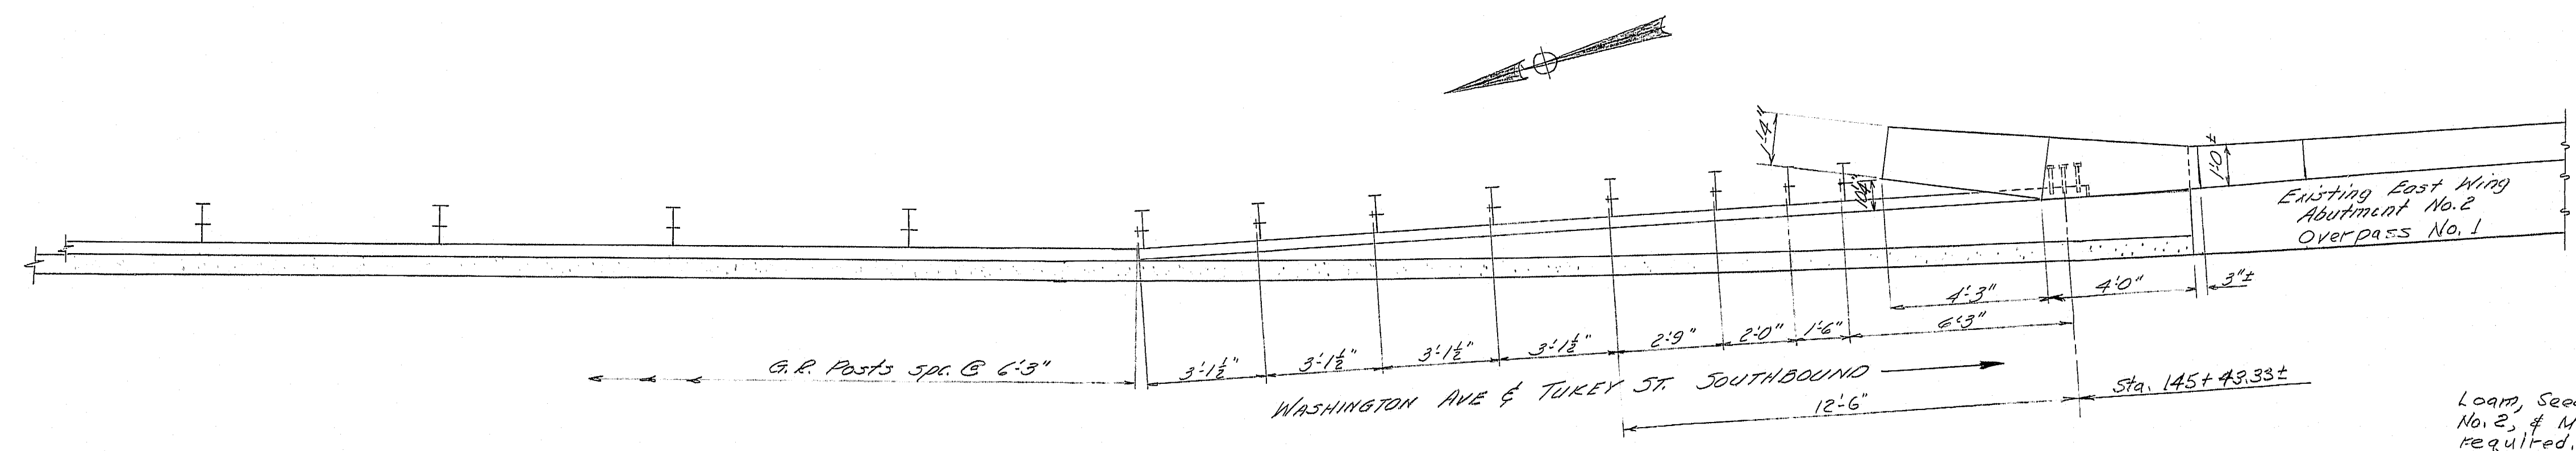 1'-4"
10½"
1'-0"±
Existing East Wing
Abutment No.2
Overpass No. 1
4'-3"
4'-0"
3"±
6'-3"
G.R. Posts spc. @ 6'-3"
3'-1½"
3'-1½"
3'-1½"
3'-1½"
2'-9"
2'-0"
1'-6"
WASHINGTON AVE & TUKEY ST. SOUTHBOUND
12'-6"
Sta. 145+43.33±
Loam,
No. 2, &
required.